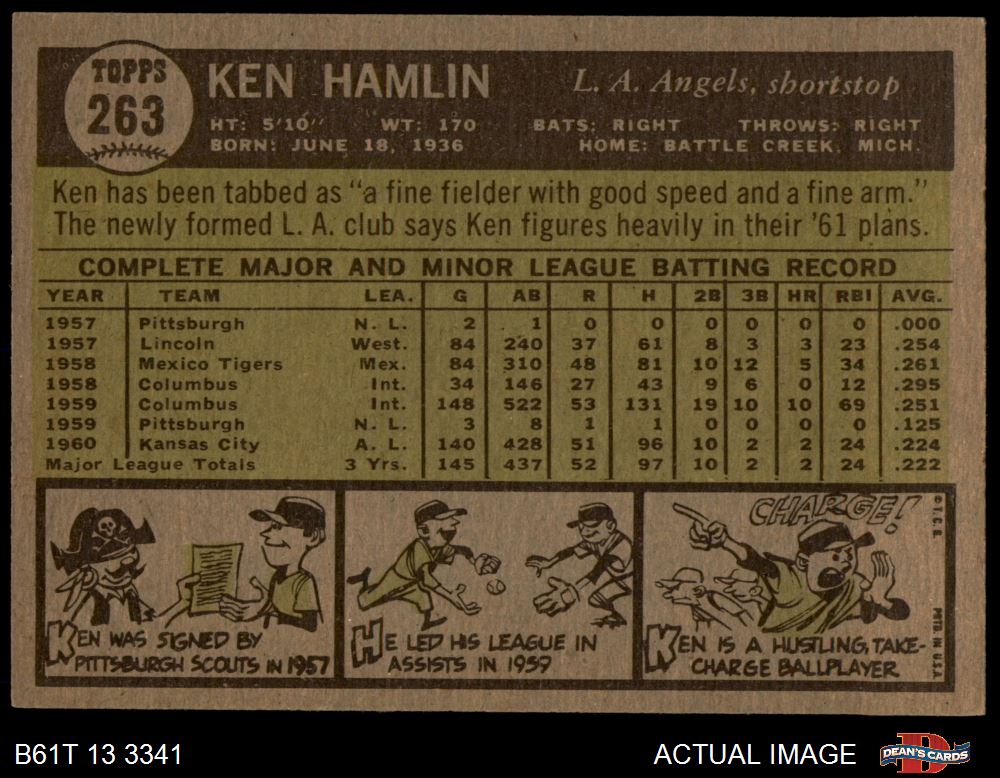 TOPPS
263
KEN HAMLIN
L. A. Angels, shortstop
HT: 5'10" WT: 170 BATS: RIGHT THROWS: RIGHT
BORN: JUNE 18, 1936 HOME: BATTLE CREEK, MICH.
Ken has been tabbed as "a fine fielder with good speed and a fine arm."
The newly formed L. A. club says Ken figures heavily in their '61 plans.
COMPLETE MAJOR AND MINOR LEAGUE BATTING RECORD
YEAR TEAM LEA. G AB R H 2B 3B HR RBI AVG.
1957 Pittsburgh N. L. 2 1 0 0 0 0 0 0 .000
1957 Lincoln West. 84 240 37 61 8 3 3 23 .254
1958 Mexico Tigers Mex. 84 310 48 81 10 12 5 34 .261
1958 Columbus Int. 34 146 27 43 9 6 0 12 .295
1959 Columbus Int. 148 522 53 131 19 10 10 69 .251
1959 Pittsburgh N. L. 3 8 1 1 0 0 0 0 .125
1960 Kansas City A. L. 140 428 51 96 10 2 2 24 .224
Major League Totals 3 Yrs. 145 437 52 97 10 2 2 24 .222
KEN WAS SIGNED BY
PITTSBURGH SCOUTS IN 1957
HE LED HIS LEAGUE IN
ASSISTS IN 1959
CHARGE!
KEN IS A HUSTLING, TAKE-
CHARGE BALLPLAYER
© T. C. G.
PRTD IN U.S.A.
B61T 13 3341
ACTUAL IMAGE
DEAN'S CARDS